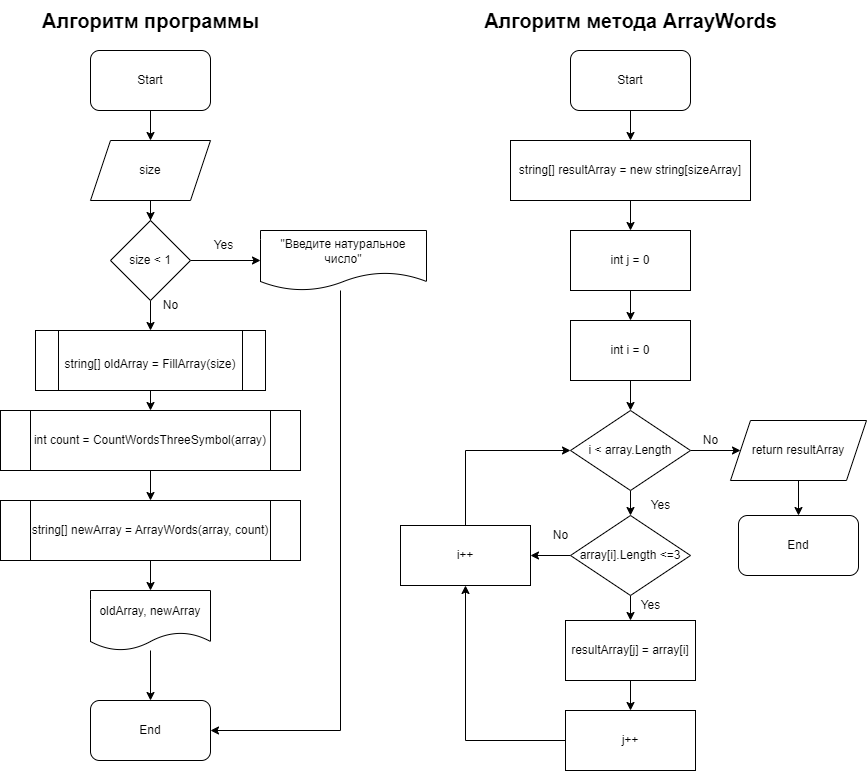 Алгоритм программы
Start
size
size < 1
Yes
"Введите натуральное
число"
No
string[] oldArray = FillArray(size)
int count = CountWordsThreeSymbol(array)
string[] newArray = ArrayWords(array, count)
oldArray, newArray
End
Алгоритм метода ArrayWords
Start
string[] resultArray = new string[sizeArray]
int j = 0
int i = 0
i < array.Length
No
return resultArray
End
Yes
array[i].Length <=3
No
i++
Yes
resultArray[j] = array[i]
j++